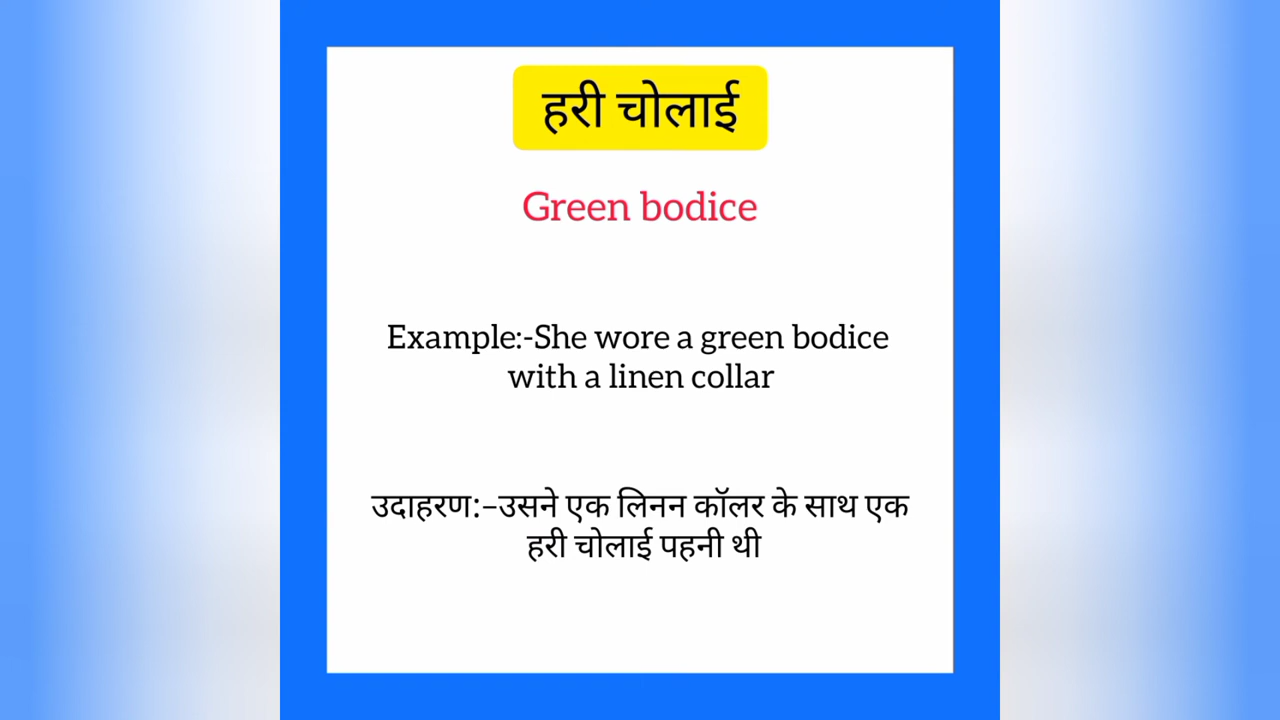 हरी चोलाई
Green bodice
Example:-She wore a green bodice
with a linen collar
उदाहरण:–उसने एक लिनन कॉलर के साथ एक
हरी चोलाई पहनी थी